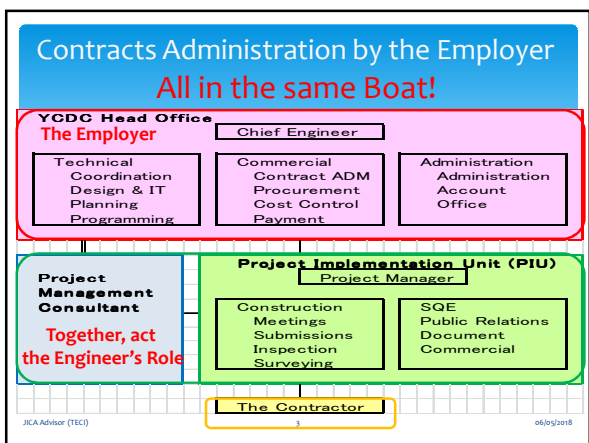 Contracts Administration by the Employer
All in the same Boat!
YCDC Head Office
The Employer
Chief Engineer
Technical
Coordination
Design & IT
Planning
Programming
Commercial
Contract ADM
Procurement
Cost Control
Payment
Administration
Administration
Account
Office
Project
Management
Consultant
Together, act
the Engineer's Role
Project Implementation Unit (PIU)
Project Manager
Construction
Meetings
Submissions
Inspection
Surveying
SQE
Public Relations
Document
Commercial
The Contractor
JICA Advisor (TECI)
3
06/05/2018